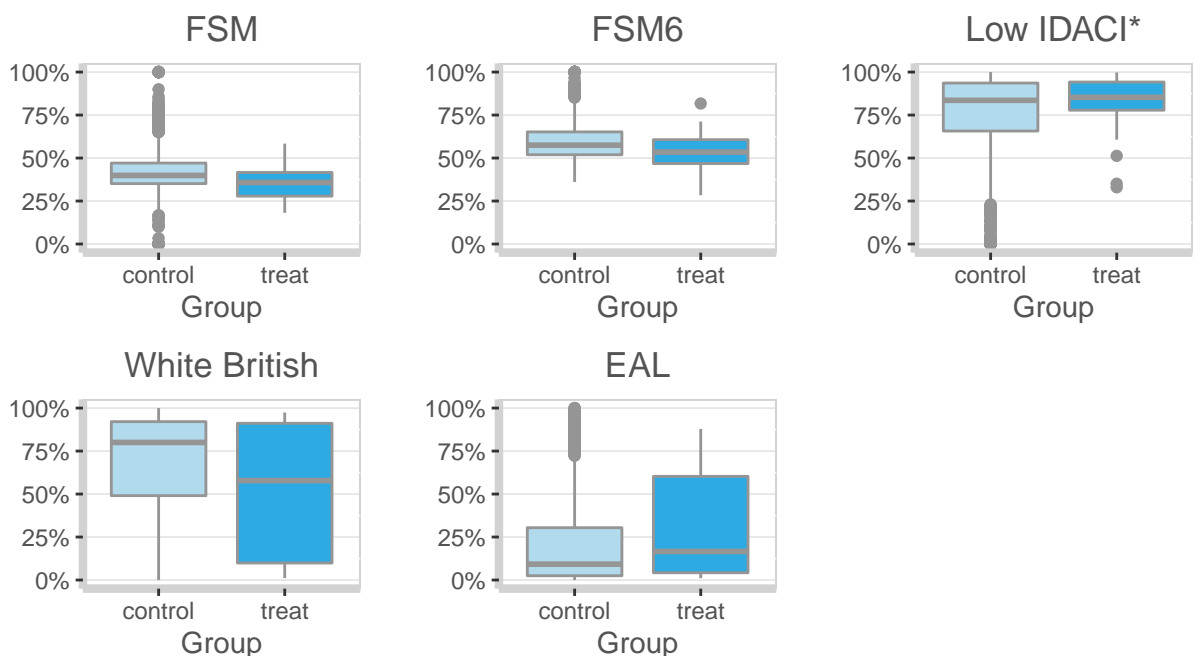 FSM
100%
75%
50%
25%
0%
control treat
Group
FSM6
100%
75%
50%
25%
0%
control treat
Group
Low IDACI*
100%
75%
50%
25%
0%
control treat
Group
White British
100%
75%
50%
25%
0%
control treat
Group
EAL
100%
75%
50%
25%
0%
control treat
Group